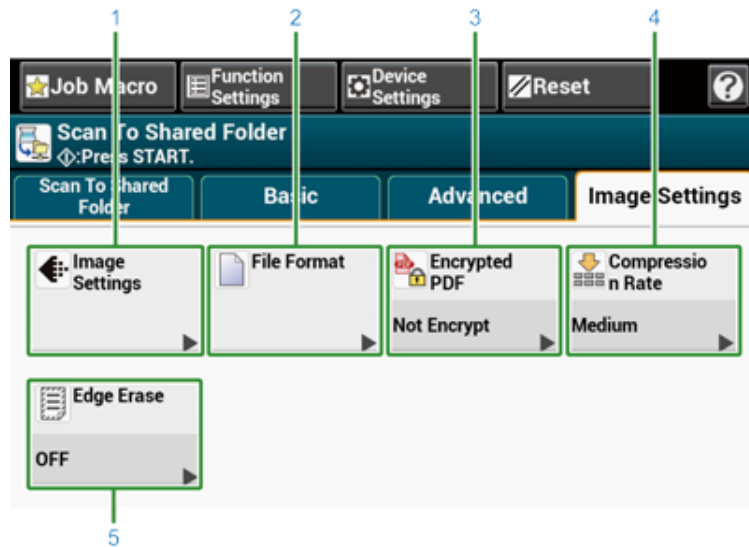 1 2 3 4
Job Macro Function Settings Device Settings Reset ?
Scan To Shared Folder
:Press START.
Scan To Shared Folder Basic Advanced Image Settings
Image Settings
File Format
Encrypted PDF
Not Encrypt
Compressio
n Rate
Medium
Edge Erase
OFF
5